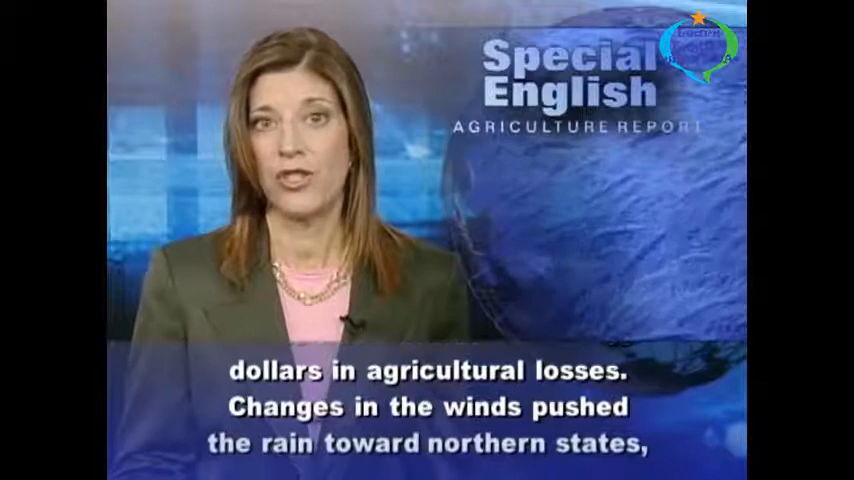 Special
English
AGRICULTURE REPORT
dollars in agricultural losses.
Changes in the winds pushed
the rain toward northern states,